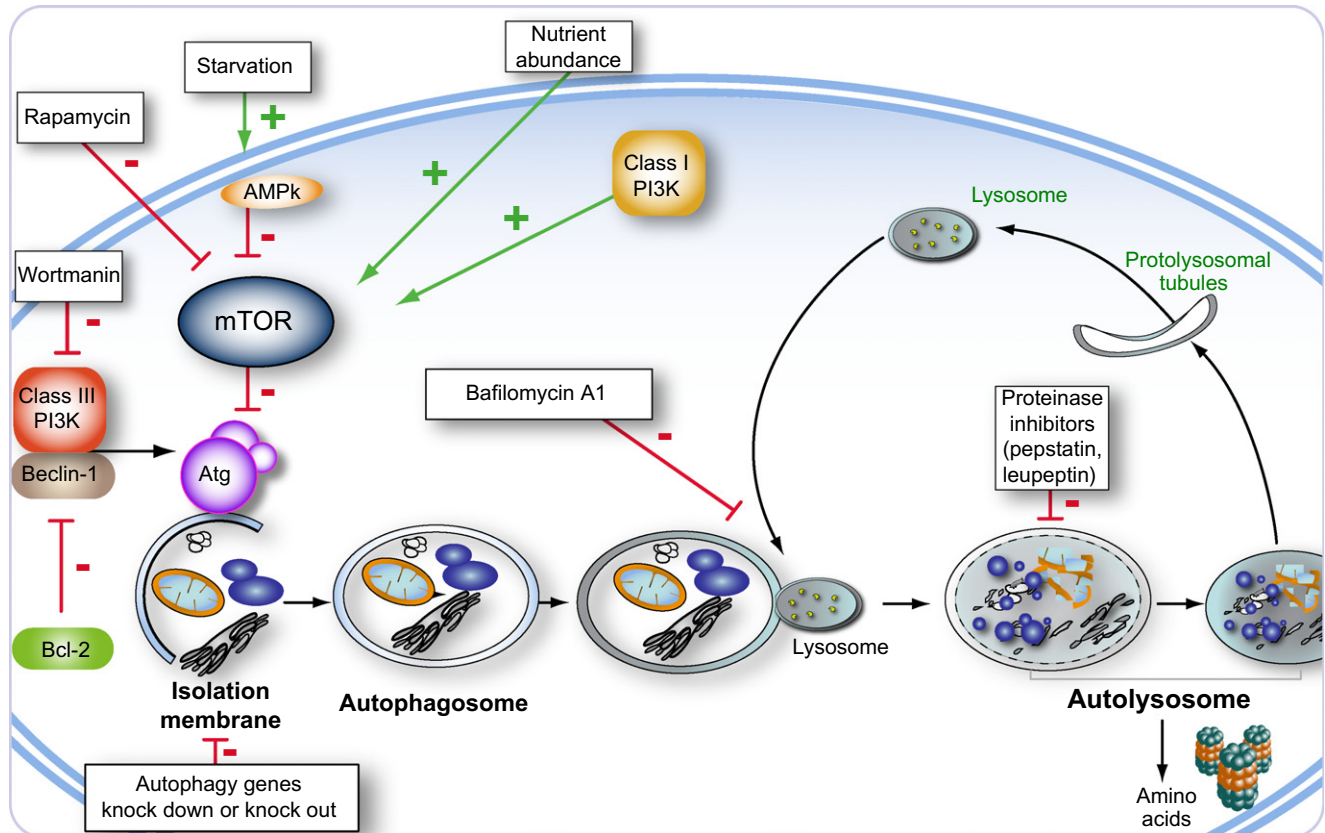 Nutrient
abundance
Starvation
+
Rapamycin
-
Class I
PI3K
+
AMPk
-
+
Lysosome
Wortmanin
-
Protolysosomal
tubules
mTOR
-
Class III
PI3K
Beclin-1
Atg
Bafilomycin A1
-
Proteinase
inhibitors
(pepstatin,
leupeptin)
-
-
Bcl-2
Lysosome
Isolation
membrane
Autophagosome
Autolysosome
-
Autophagy genes
knock down or knock out
Amino
acids